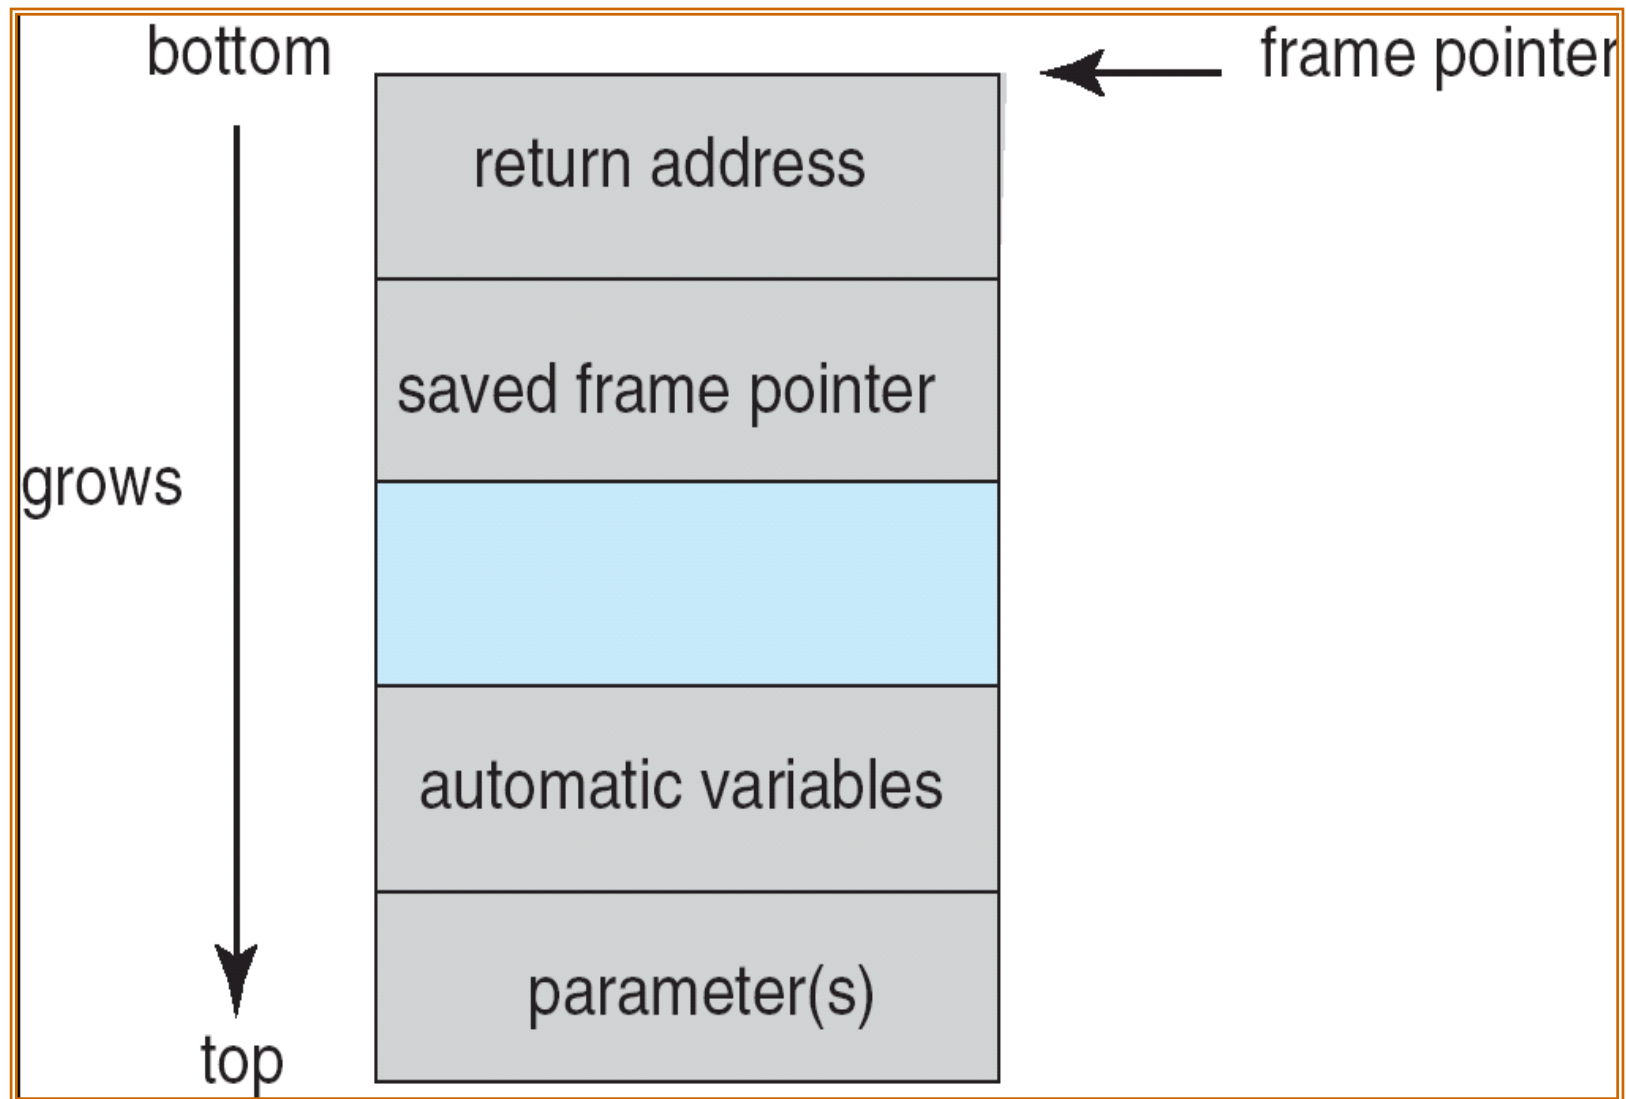 bottom
frame pointer
return address
saved frame pointer
grows
automatic variables
parameter(s)
top